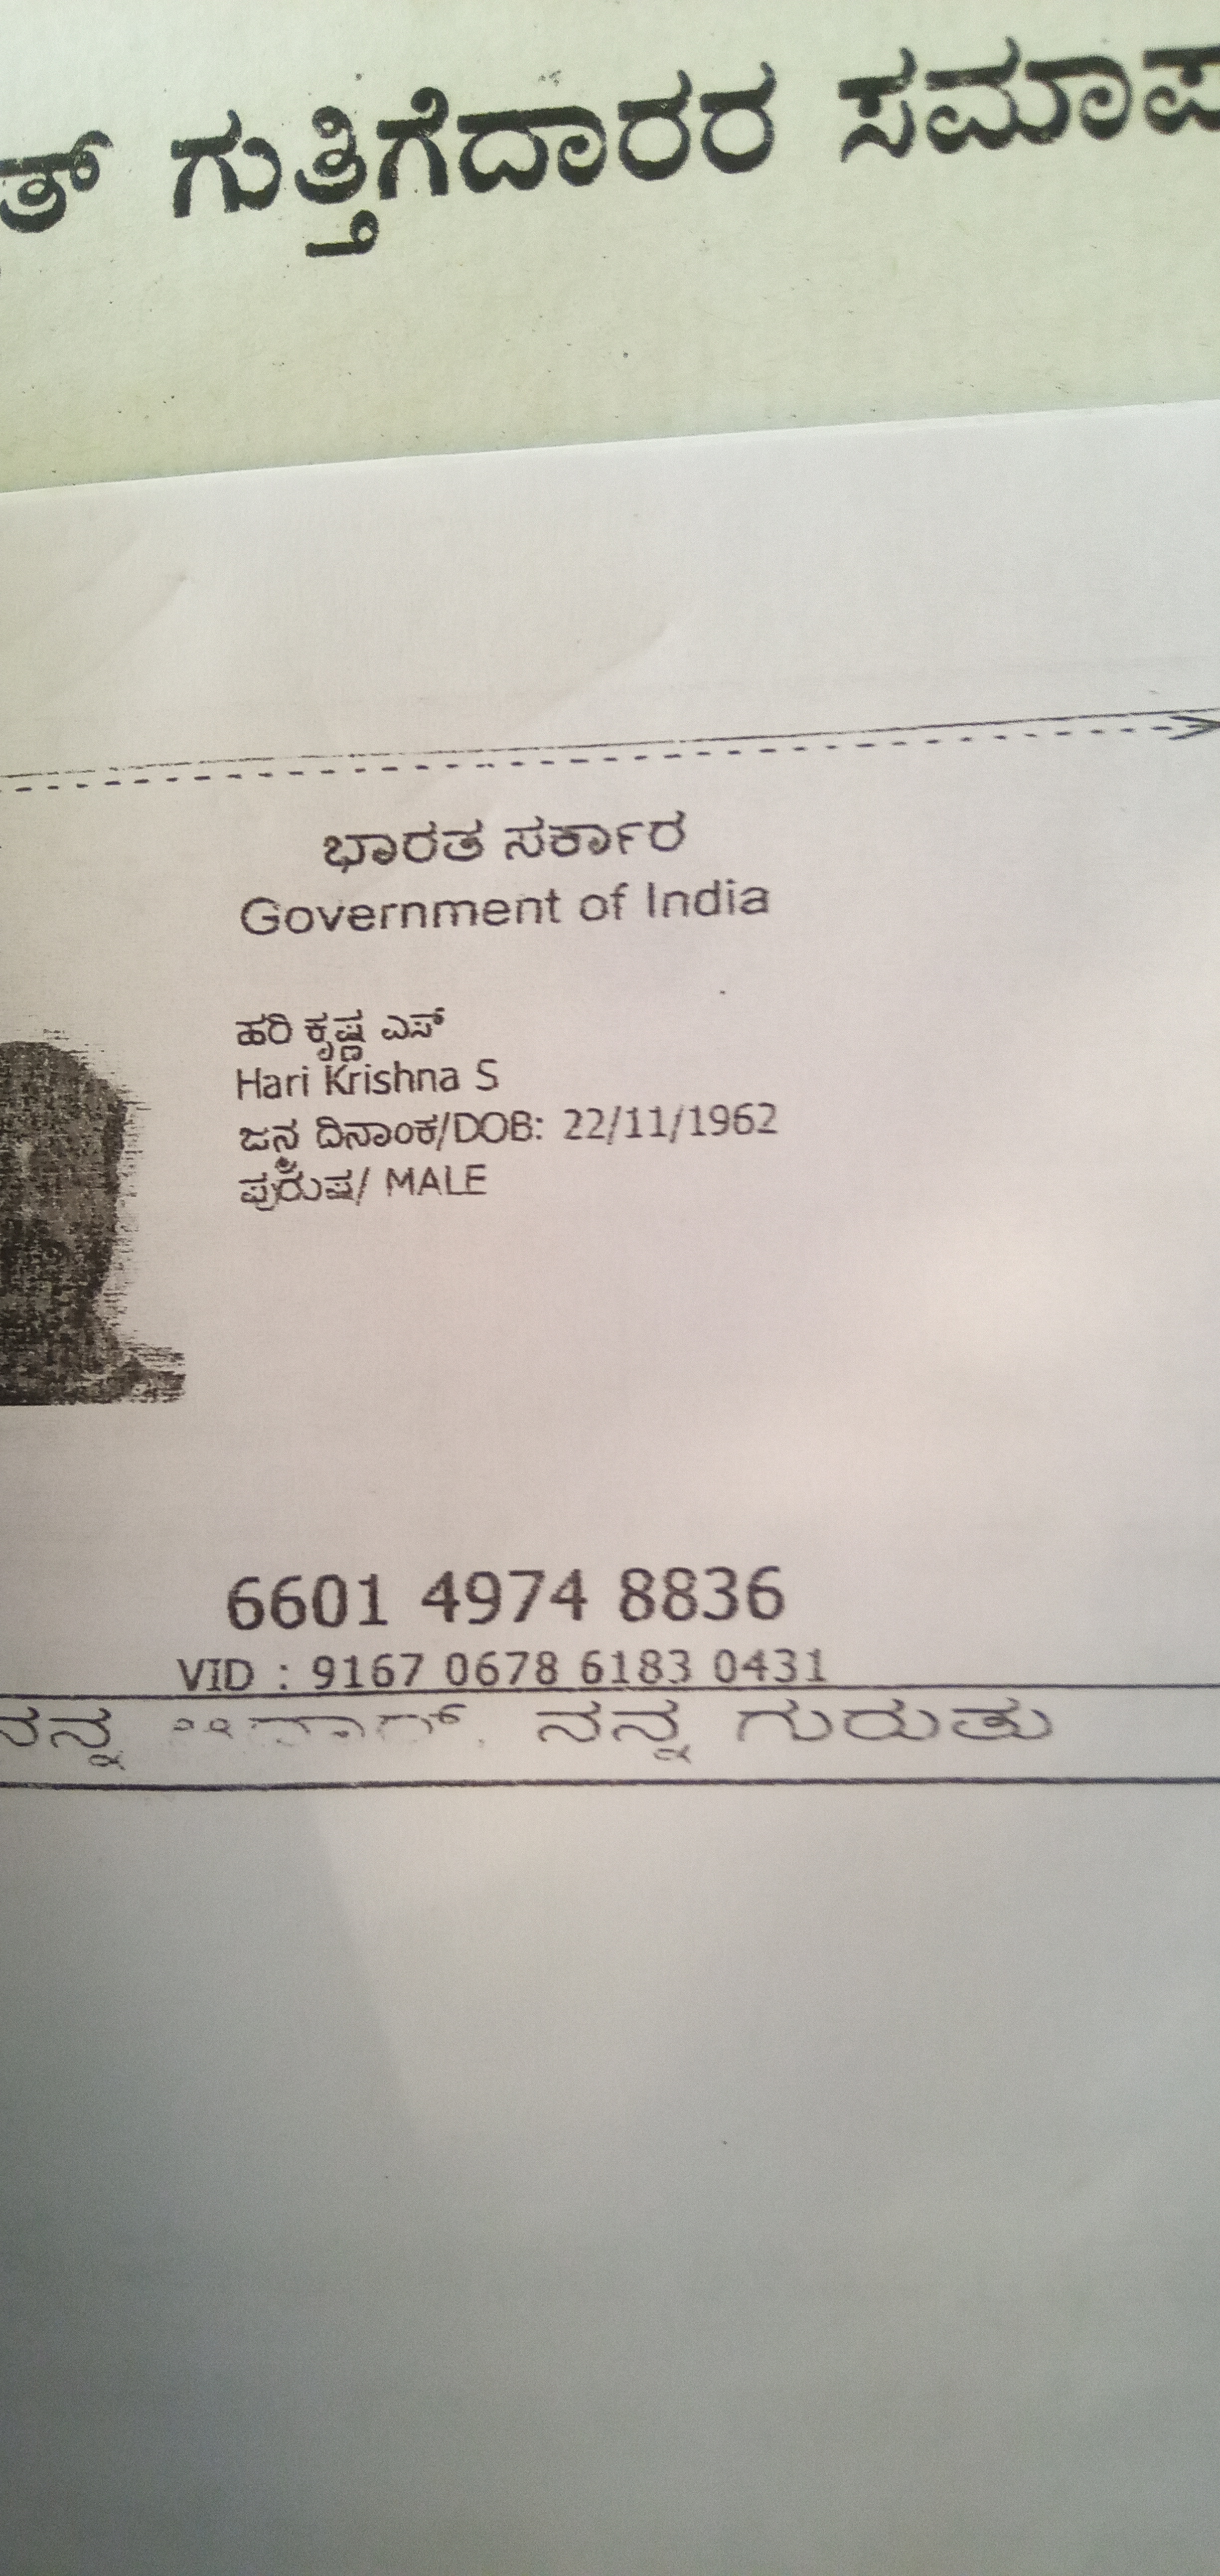 ಗುತ್ತಿಗೆದಾರರ
ಭಾರತ ಸರ್ಕಾರ
Government of India
ಹರಿ ಕೃಷ್ಣ ಎಸ್
Hari Krishna S
ಜನ್ಮ ದಿನಾಂಕ/DOB: 22/11/1962
ಪುರುಷ/ MALE
6601 4974 8836
VID : 9167 0678 6183 0431
ನನ್ನ ನನ್ನ ಗುರುತು